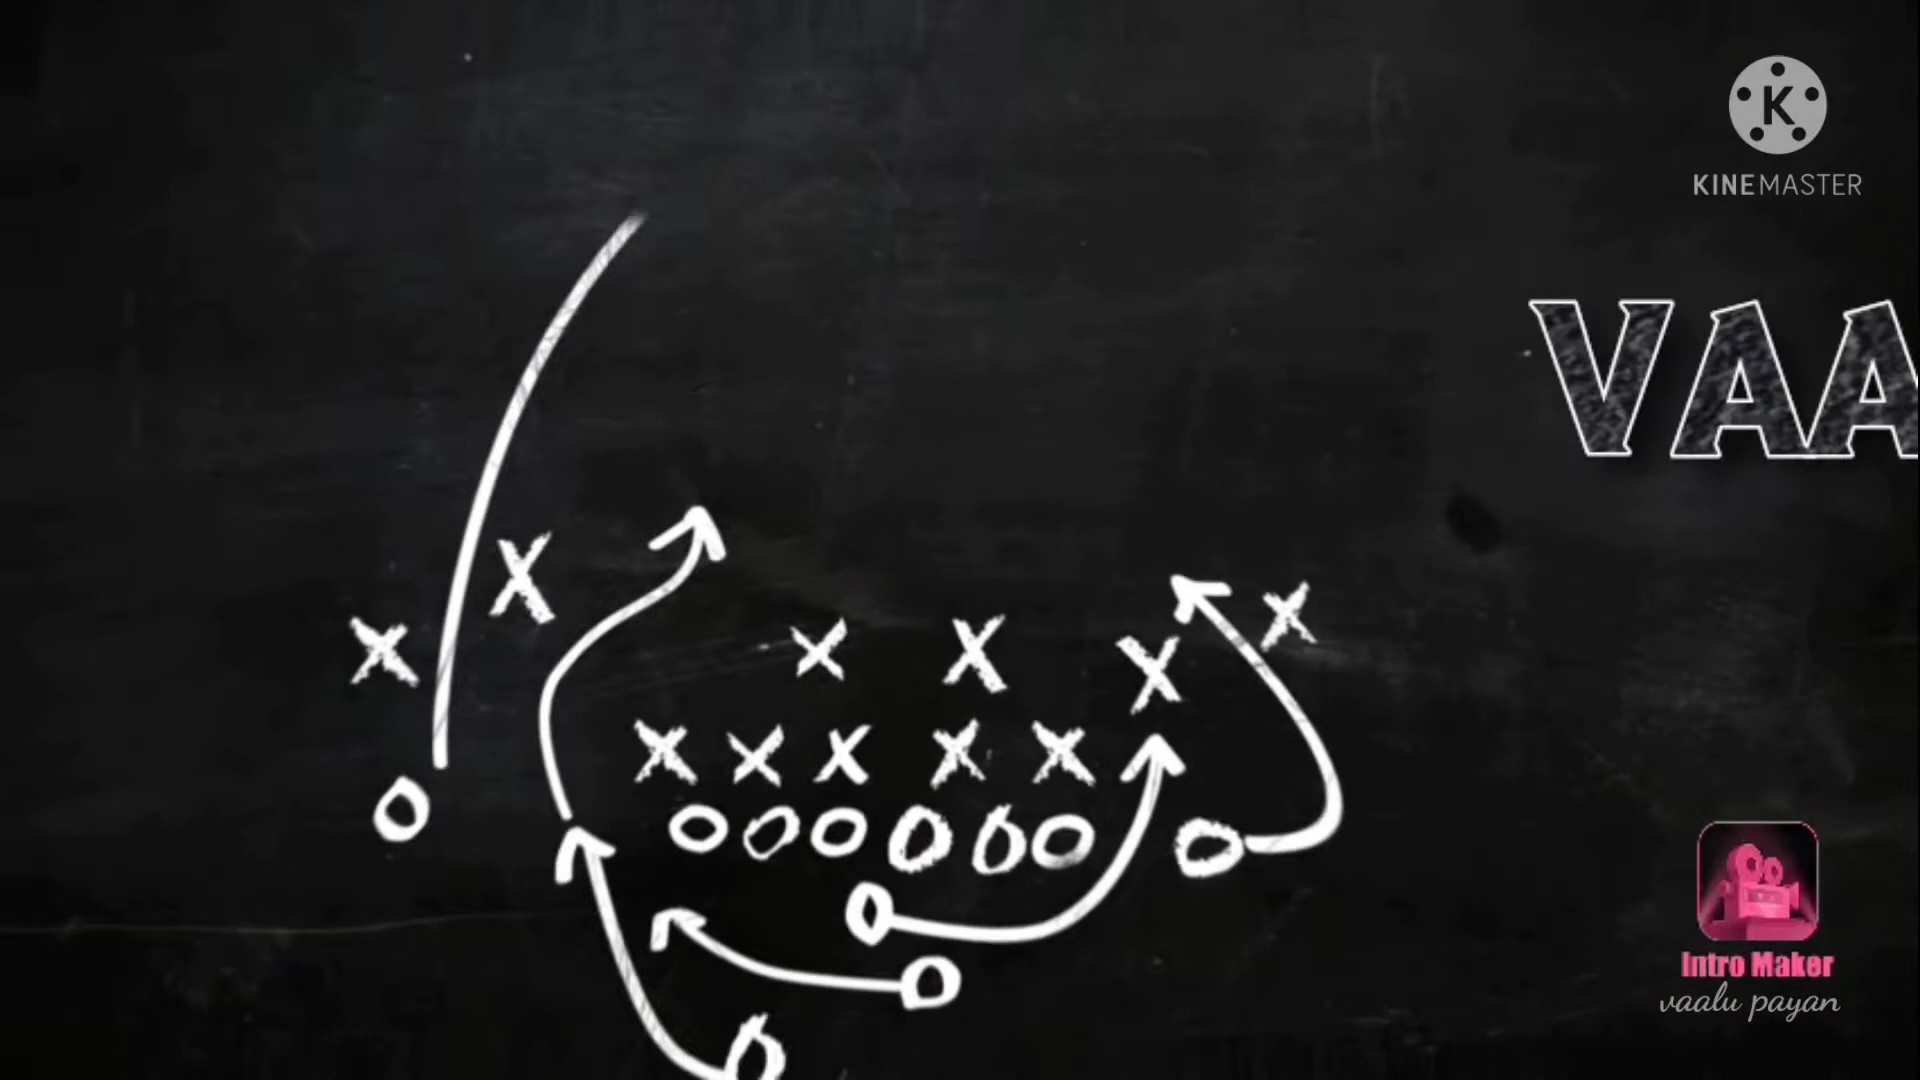 K
KINEMASTER
VAA
X
X
X X X X
X X X X X
O O O O O O O O
O
O
O
Intro Maker
vaalu payan